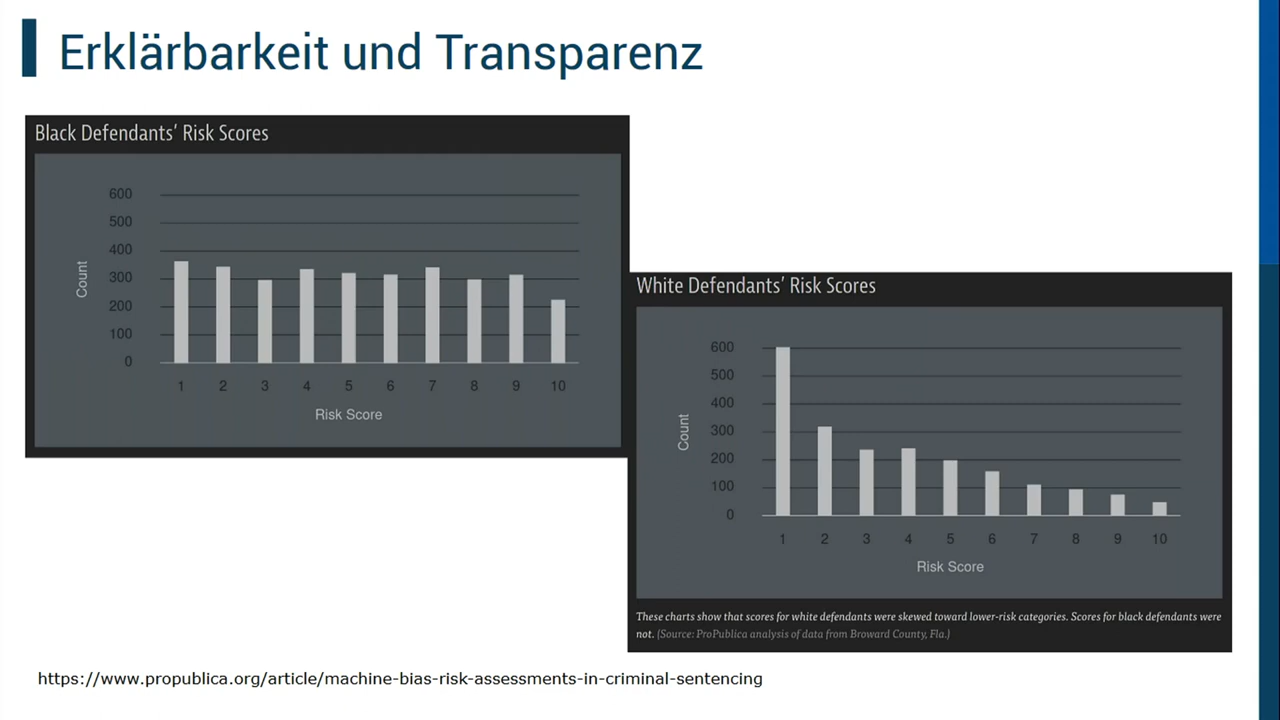 Erklärbarkeit und Transparenz
Black Defendants' Risk Scores
600
500
400
300
200
100
0
Count
1 2 3 4 5 6 7 8 9 10
Risk Score
White Defendants' Risk Scores
600
500
400
300
200
100
0
Count
1 2 3 4 5 6 7 8 9 10
Risk Score
These charts show that scores for white defendants were skewed toward lower-risk categories. Scores for black defendants were
not. (Source: ProPublica analysis of data from Broward County, Fla.)
https://www.propublica.org/article/machine-bias-risk-assessments-in-criminal-sentencing